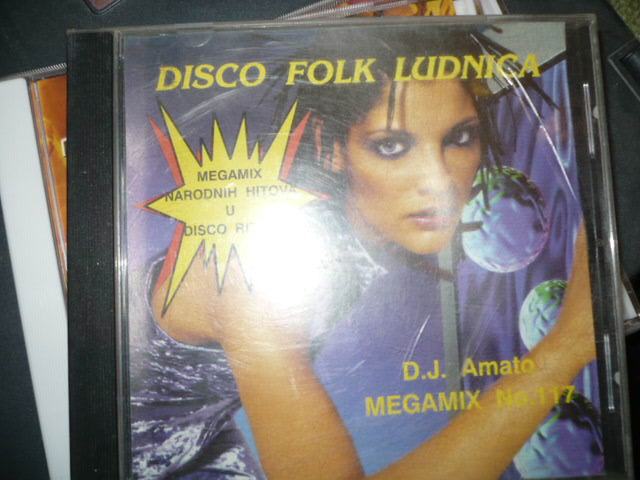 DISCO FOLK LUDNICA
MEGAMIX
NARODNIH HITOVA
U
DISCO
D.J. Amato
MEGAMIX No.117